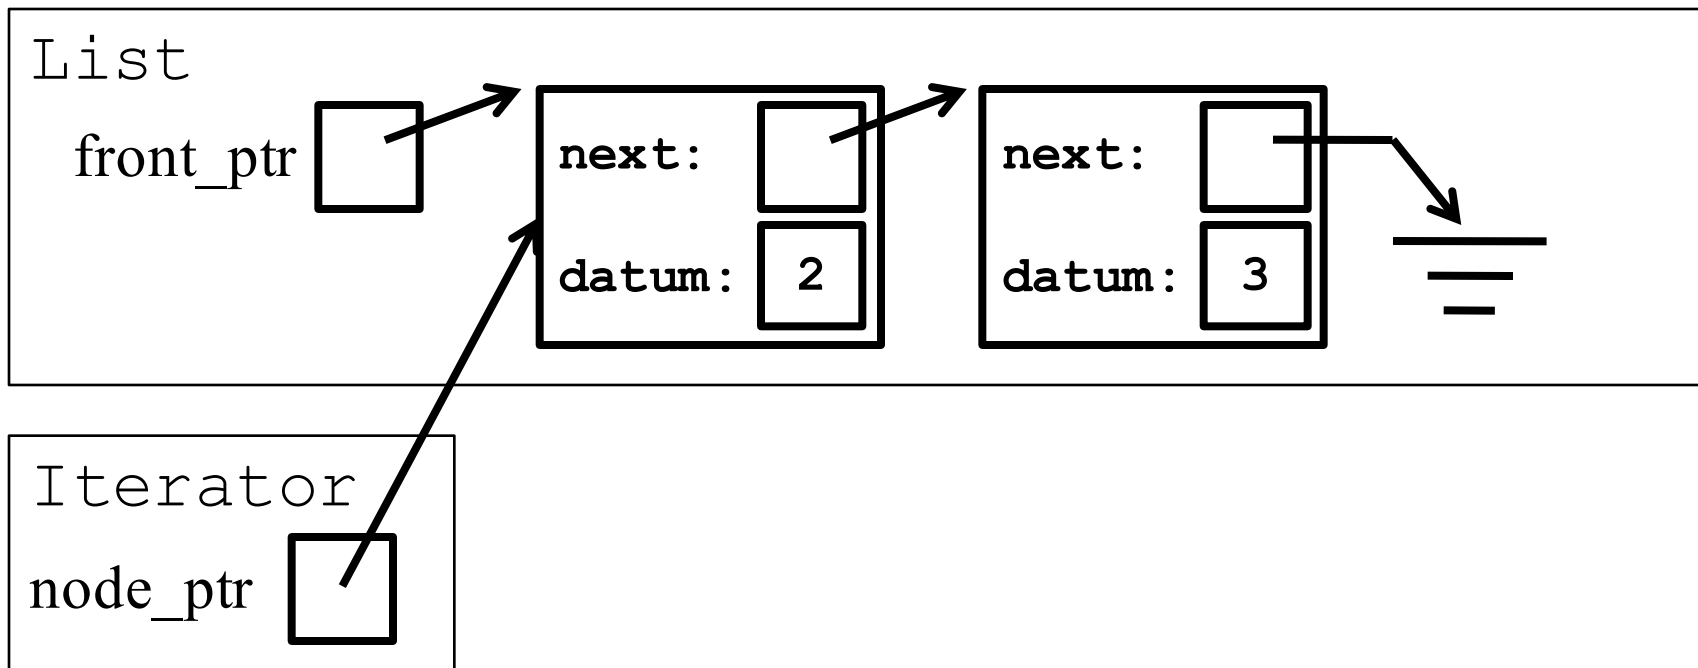 List
front_ptr
next:
datum: 2
next:
datum: 3
Iterator
node_ptr